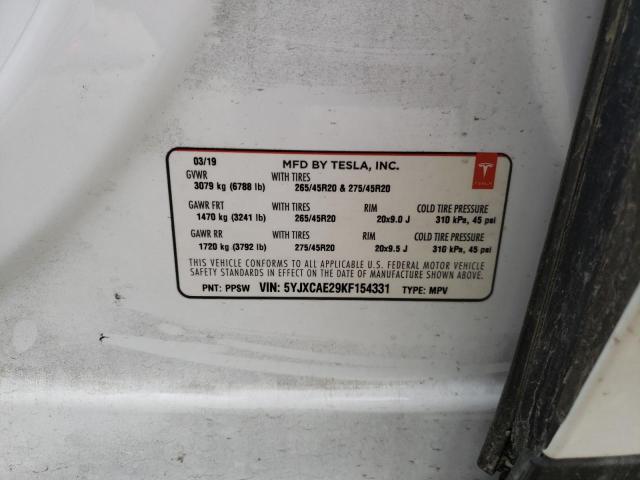 03/19 MFD BY TESLA, INC.
GVWR WITH TIRES
3079 kg (6788 lb) 265/45R20 & 275/45R20
GAWR FRT WITH TIRES RIM COLD TIRE PRESSURE
1470 kg (3241 lb) 265/45R20 20x9.0 J 310 kPa, 45 psi
GAWR RR WITH TIRES RIM COLD TIRE PRESSURE
1720 kg (3792 lb) 275/45R20 20x9.5 J 310 kPa, 45 psi
THIS VEHICLE CONFORMS TO ALL APPLICABLE U.S. FEDERAL MOTOR VEHICLE
SAFETY STANDARDS IN EFFECT ON THE DATE OF MANUFACTURE SHOWN ABOVE.
PNT: PPSW VIN: 5YJXCAE29KF154331 TYPE: MPV
TESLA